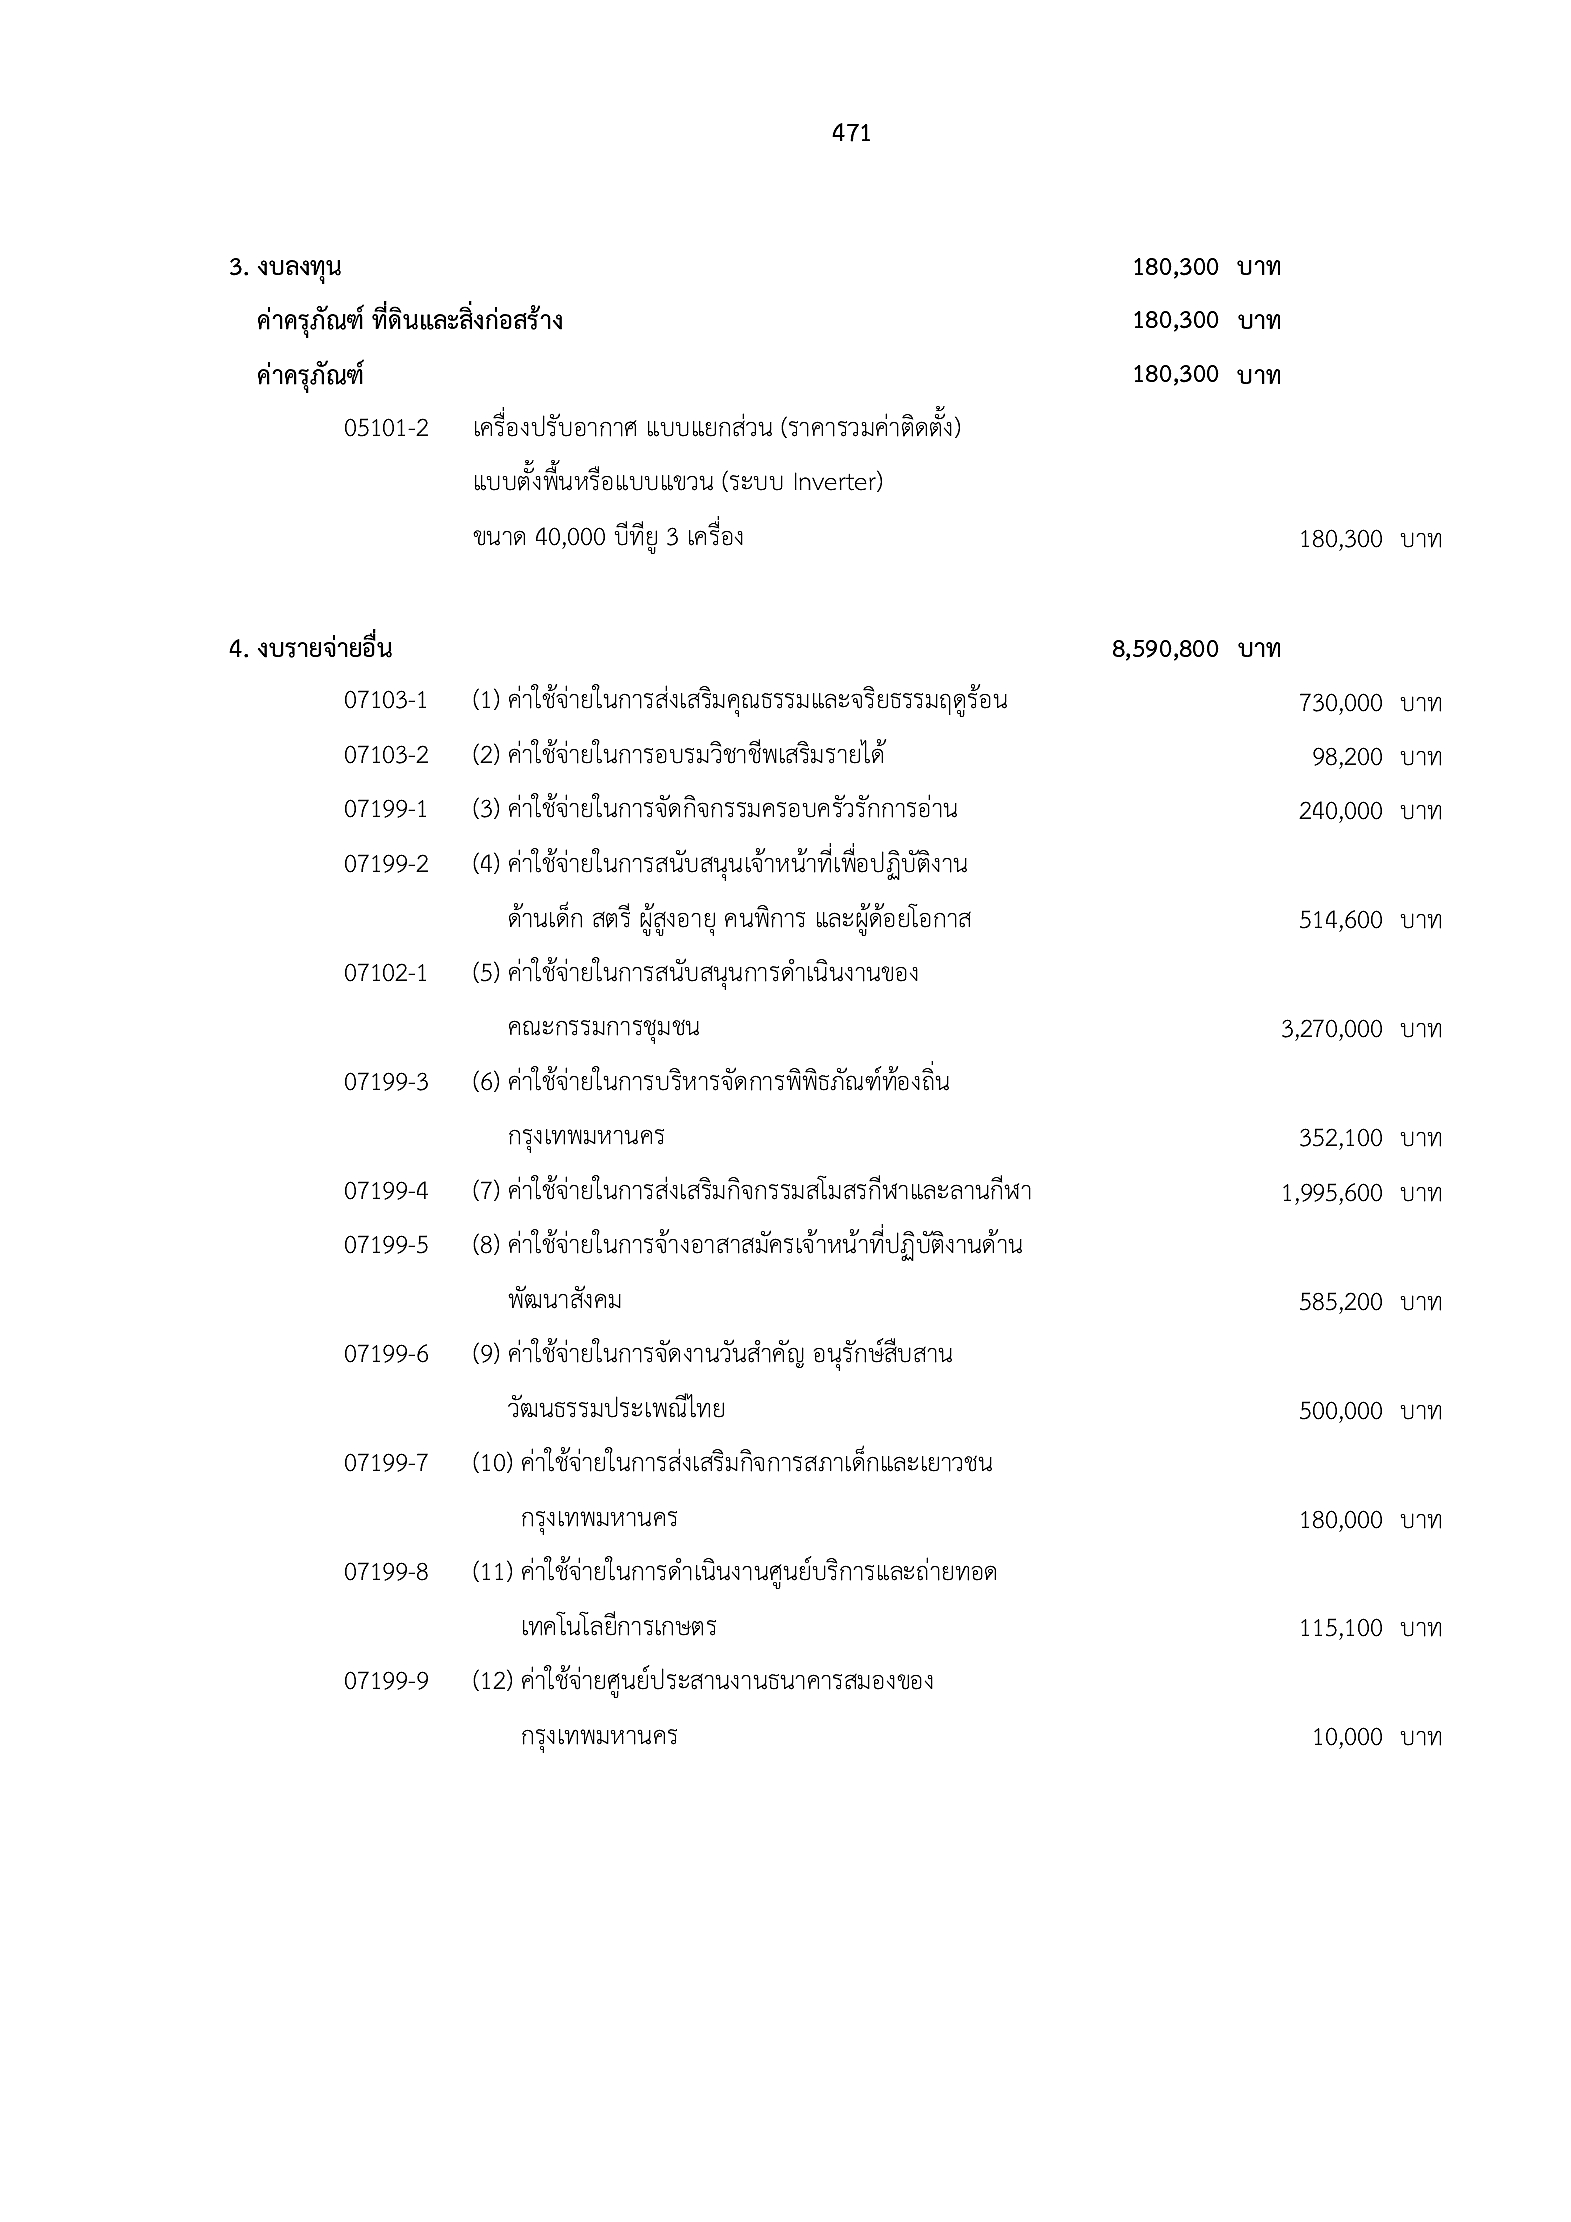 471
3. งบลงทุน 180,300 บาท
ค่าครุภัณฑ์ ที่ดินและสิ่งก่อสร้าง 180,300 บาท
ค่าครุภัณฑ์ 180,300 บาท
05101-2 เครื่องปรับอากาศ แบบแยกส่วน (ราคารวมค่าติดตั้ง)
แบบตั้งพื้นหรือแบบแขวน (ระบบ Inverter)
ขนาด 40,000 บีทียู 3 เครื่อง 180,300 บาท
4. งบรายจ่ายอื่น 8,590,800 บาท
07103-1 (1) ค่าใช้จ่ายในการส่งเสริมคุณธรรมและจริยธรรมฤดูร้อน 730,000 บาท
07103-2 (2) ค่าใช้จ่ายในการอบรมวิชาชีพเสริมรายได้ 98,200 บาท
07199-1 (3) ค่าใช้จ่ายในการจัดกิจกรรมครอบครัวรักการอ่าน 240,000 บาท
07199-2 (4) ค่าใช้จ่ายในการสนับสนุนเจ้าหน้าที่เพื่อปฏิบัติงาน
ด้านเด็ก สตรี ผู้สูงอายุ คนพิการ และผู้ด้อยโอกาส 514,600 บาท
07102-1 (5) ค่าใช้จ่ายในการสนับสนุนการดำเนินงานของ
คณะกรรมการชุมชน 3,270,000 บาท
07199-3 (6) ค่าใช้จ่ายในการบริหารจัดการพิพิธภัณฑ์ท้องถิ่น
กรุงเทพมหานคร 352,100 บาท
07199-4 (7) ค่าใช้จ่ายในการส่งเสริมกิจกรรมสโมสรกีฬาและลานกีฬา 1,995,600 บาท
07199-5 (8) ค่าใช้จ่ายในการจ้างอาสาสมัครเจ้าหน้าที่ปฏิบัติงานด้าน
พัฒนาสังคม 585,200 บาท
07199-6 (9) ค่าใช้จ่ายในการจัดงานวันสำคัญ อนุรักษ์สืบสาน
วัฒนธรรมประเพณีไทย 500,000 บาท
07199-7 (10) ค่าใช้จ่ายในการส่งเสริมกิจการสภาเด็กและเยาวชน
กรุงเทพมหานคร 180,000 บาท
07199-8 (11) ค่าใช้จ่ายในการดำเนินงานศูนย์บริการและถ่ายทอด
เทคโนโลยีการเกษตร 115,100 บาท
07199-9 (12) ค่าใช้จ่ายศูนย์ประสานงานธนาคารสมองของ
กรุงเทพมหานคร 10,000 บาท